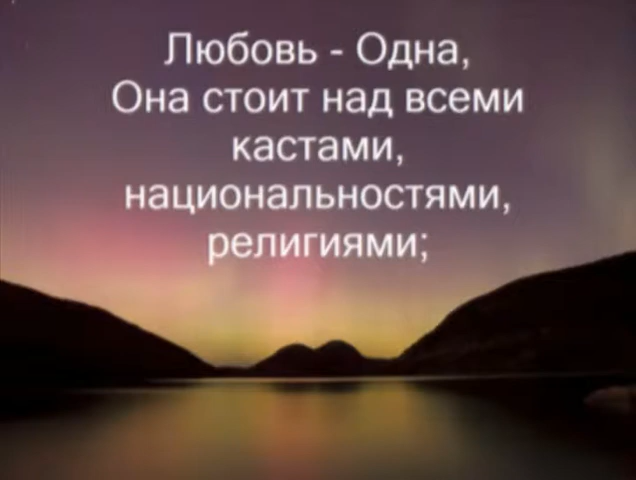 Любовь - Одна,
Она стоит над всеми
кастами,
национальностями,
религиями;